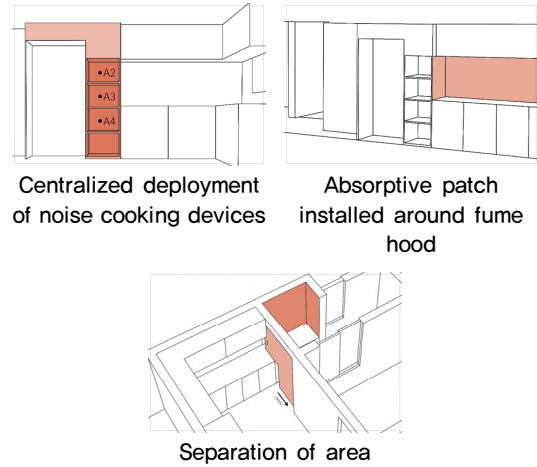 A2
A3
A4
Centralized deployment
of noise cooking devices
Absorptive patch
installed around fume
hood
Separation of area